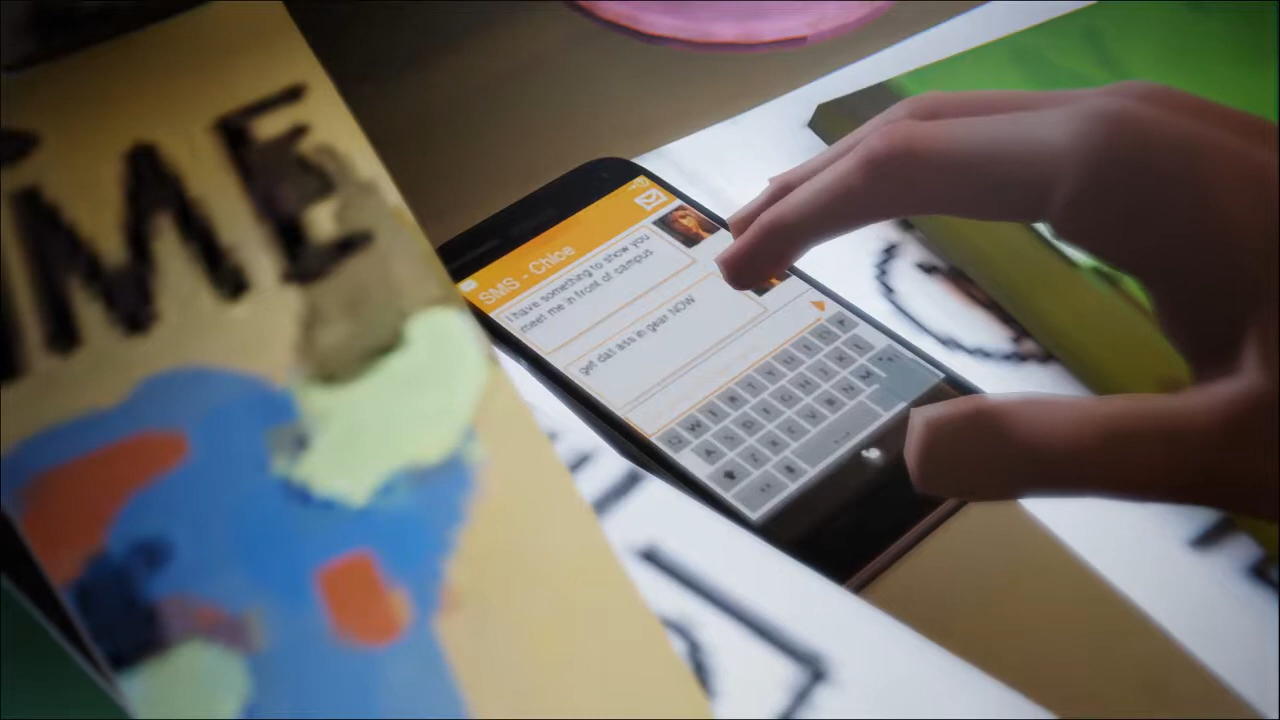 ME
SMS - Chloe
I have something to show you
meet me in front of campus
get dat ass in gear NOW